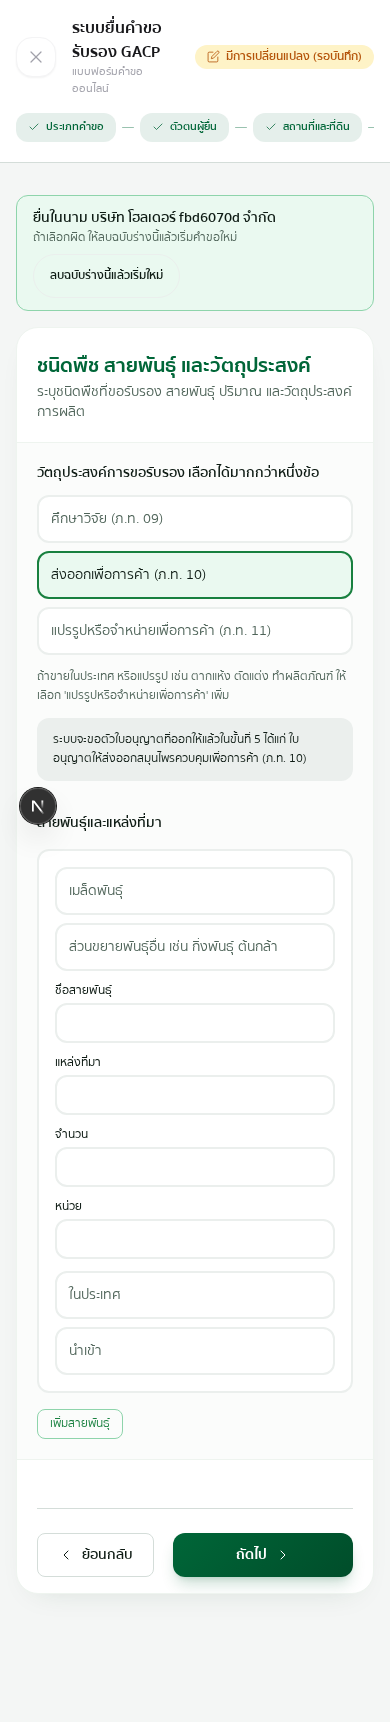 ระบบยื่นคำขอ
รับรอง GACP
แบบฟอร์มคำขอ
ออนไลน์
มีการเปลี่ยนแปลง (รอบันทึก)
ประเภทคำขอ
ตัวตนผู้ยื่น
สถานที่และที่ดิน
ยื่นในนาม บริษัท โฮลเดอร์ fbd6070d จำกัด
ถ้าเลือกผิด ให้ลบฉบับร่างนี้แล้วเริ่มคำขอใหม่
ลบฉบับร่างนี้แล้วเริ่มใหม่
ชนิดพืช สายพันธุ์ และวัตถุประสงค์
ระบุชนิดพืชที่ขอรับรอง สายพันธุ์ ปริมาณ และวัตถุประสงค์
การผลิต
วัตถุประสงค์การขอรับรอง เลือกได้มากกว่าหนึ่งข้อ
ศึกษาวิจัย (ภ.ท. 09)
ส่งออกเพื่อการค้า (ภ.ท. 10)
แปรรูปหรือจำหน่ายเพื่อการค้า (ภ.ท. 11)
ถ้าขายในประเทศ หรือแปรรูป เช่น ตากแห้ง ตัดแต่ง ทำผลิตภัณฑ์ ให้
เลือก 'แปรรูปหรือจำหน่ายเพื่อการค้า' เพิ่ม
ระบบจะขอตัวใบอนุญาตที่ออกให้แล้วในขั้นที่ 5 ได้แก่ ใบ
อนุญาตให้ส่งออกสมุนไพรควบคุมเพื่อการค้า (ภ.ท. 10)
N
สายพันธุ์และแหล่งที่มา
เมล็ดพันธุ์
ส่วนขยายพันธุ์อื่น เช่น กิ่งพันธุ์ ต้นกล้า
ชื่อสายพันธุ์
แหล่งที่มา
จำนวน
หน่วย
ในประเทศ
นำเข้า
เพิ่มสายพันธุ์
ย้อนกลับ
ถัดไป